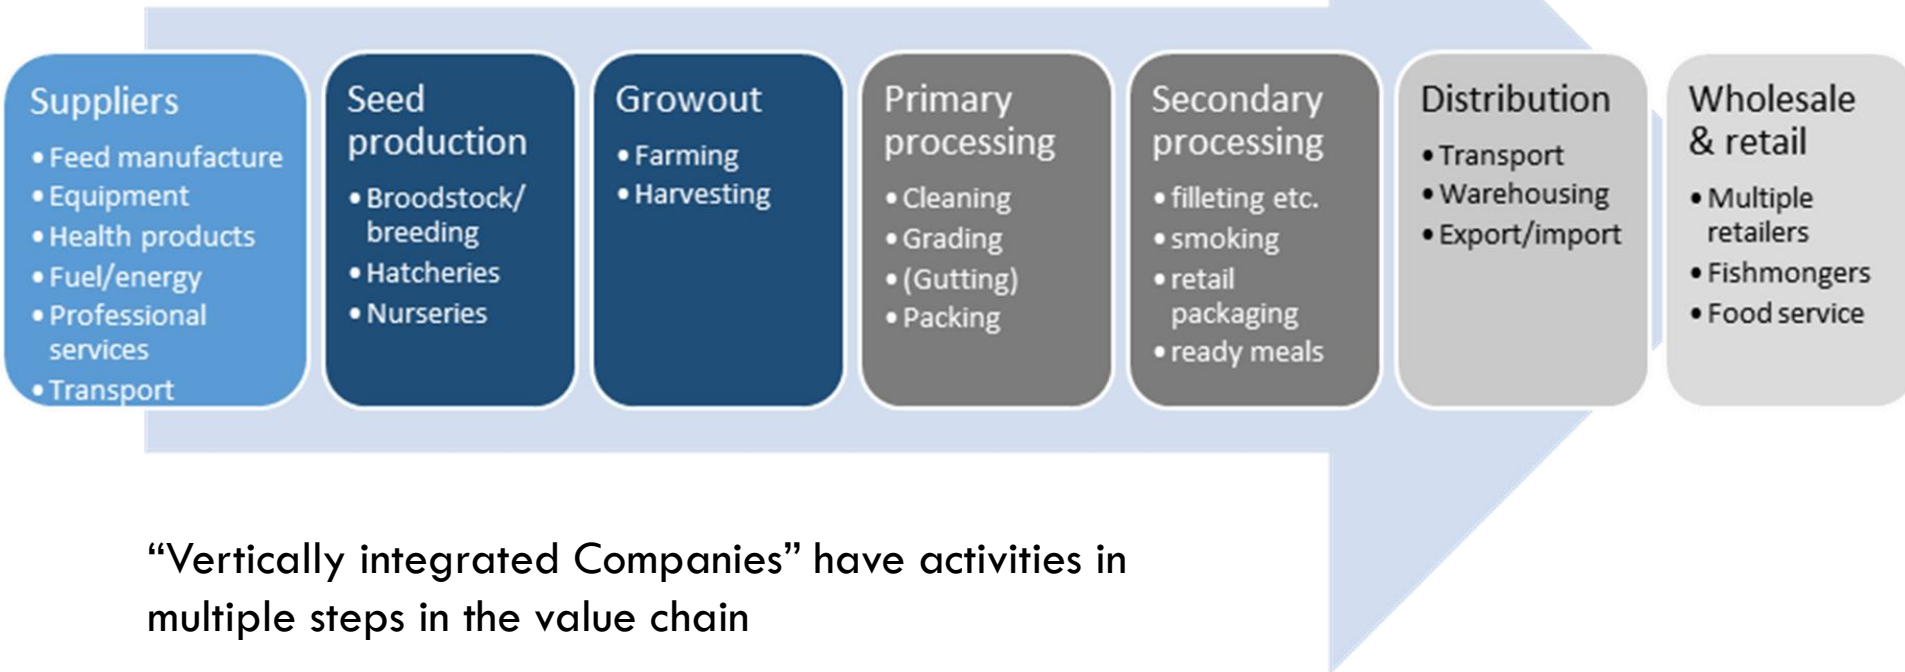 Suppliers
• Feed manufacture
• Equipment
• Health products
• Fuel/energy
• Professional
services
• Transport
Seed
production
• Broodstock/
breeding
• Hatcheries
• Nurseries
Growout
• Farming
• Harvesting
Primary
processing
• Cleaning
• Grading
• (Gutting)
• Packing
Secondary
processing
• filleting etc.
• smoking
• retail
packaging
• ready meals
Distribution
• Transport
• Warehousing
• Export/import
Wholesale
& retail
• Multiple
retailers
• Fishmongers
• Food service
“Vertically integrated Companies” have activities in
multiple steps in the value chain